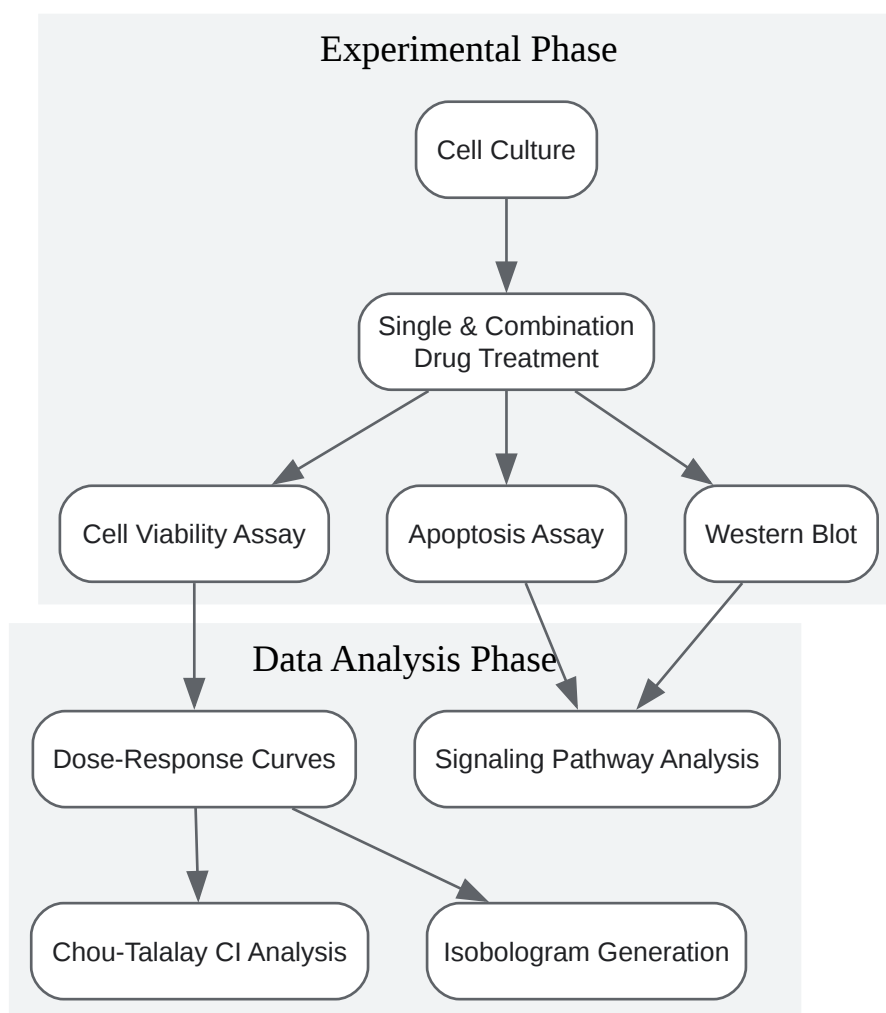 Experimental Phase
Cell Culture
Single & Combination
Drug Treatment
Cell Viability Assay
Apoptosis Assay
Western Blot
Data Analysis Phase
Dose-Response Curves
Signaling Pathway Analysis
Chou-Talalay CI Analysis
Isobologram Generation